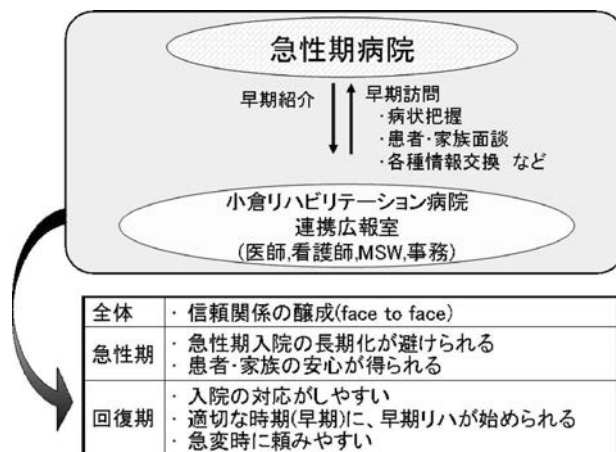 急性期病院
早期紹介
早期訪問
・病状把握
・患者・家族面談
・各種情報交換 など
小倉リハビリテーション病院
連携広報室
(医師,看護師,MSW,事務)
全体 ・信頼関係の醸成(face to face)
急性期 ・急性期入院の長期化が避けられる
・患者・家族の安心が得られる
回復期 ・入院の対応がしやすい
・適切な時期(早期)に、早期リハが始められる
・急変時に頼みやすい